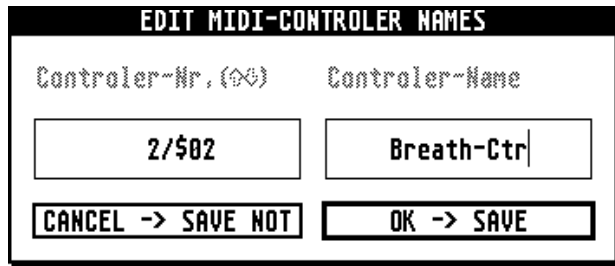 EDIT MIDI-CONTROLER NAMES
Controler-Nr.(⇧⇩) Controler-Name
2/$02 Breath-Ctr
CANCEL -> SAVE NOT OK -> SAVE